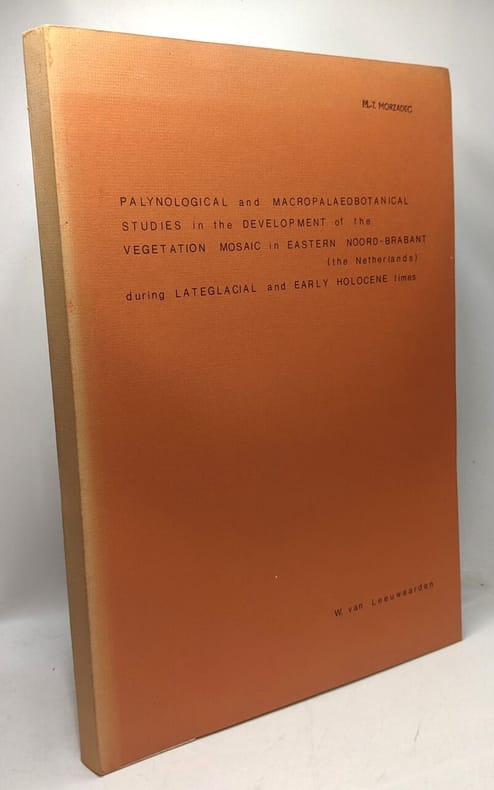 M.-T. MORZADEC
PALYNOLOGICAL and MACROPALAEOBOTANICAL
STUDIES in the DEVELOPMENT of the
VEGETATION MOSAIC in EASTERN NOORD-BRABANT
(the Netherlands)
during LATEGLACIAL and EARLY HOLOCENE times
W. van Leeuwaarden